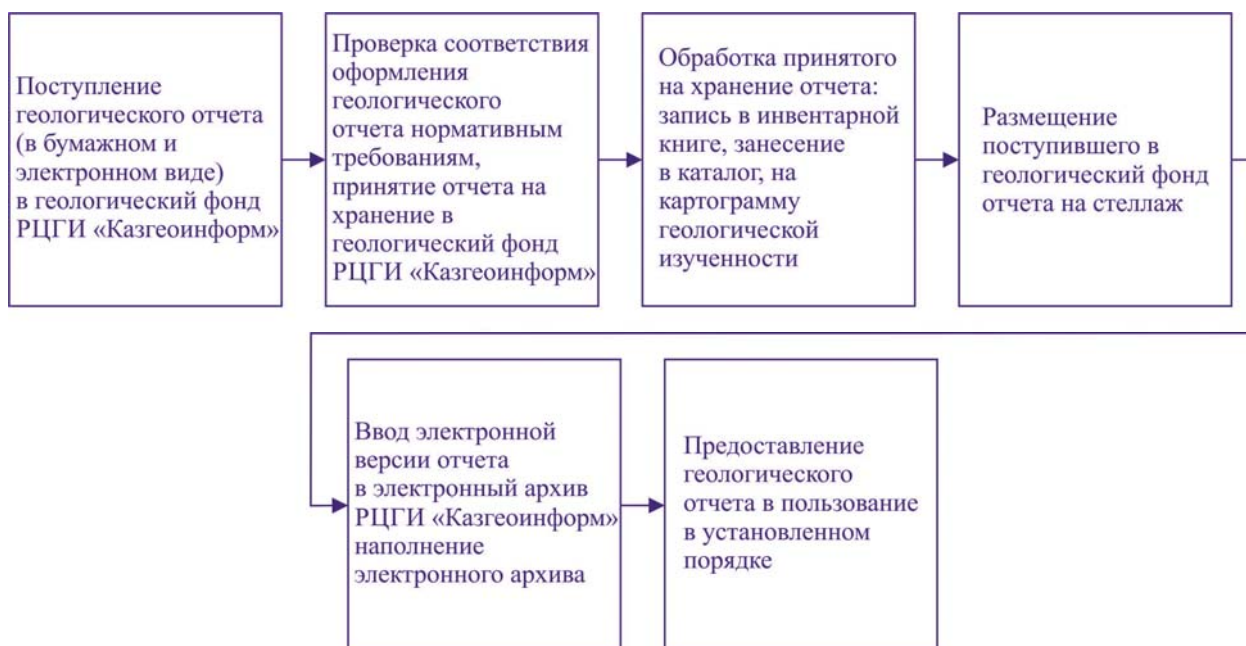 Поступление
геологического отчета
(в бумажном и
электронном виде)
в геологический фонд
РЦГИ «Казгеоинформ»
Проверка соответствия
оформления
геологического
отчета нормативным
требованиям,
принятие отчета на
хранение в
геологический фонд
РЦГИ «Казгеоинформ»
Обработка принятого
на хранение отчета:
запись в инвентарной
книге, занесение
в каталог, на
картограмму
геологической
изученности
Размещение
поступившего в
геологический фонд
отчета на стеллаж
Ввод электронной
версии отчета
в электронный архив
РЦГИ «Казгеоинформ»
наполнение
электронного архива
Предоставление
геологического
отчета в пользование
в установленном
порядке